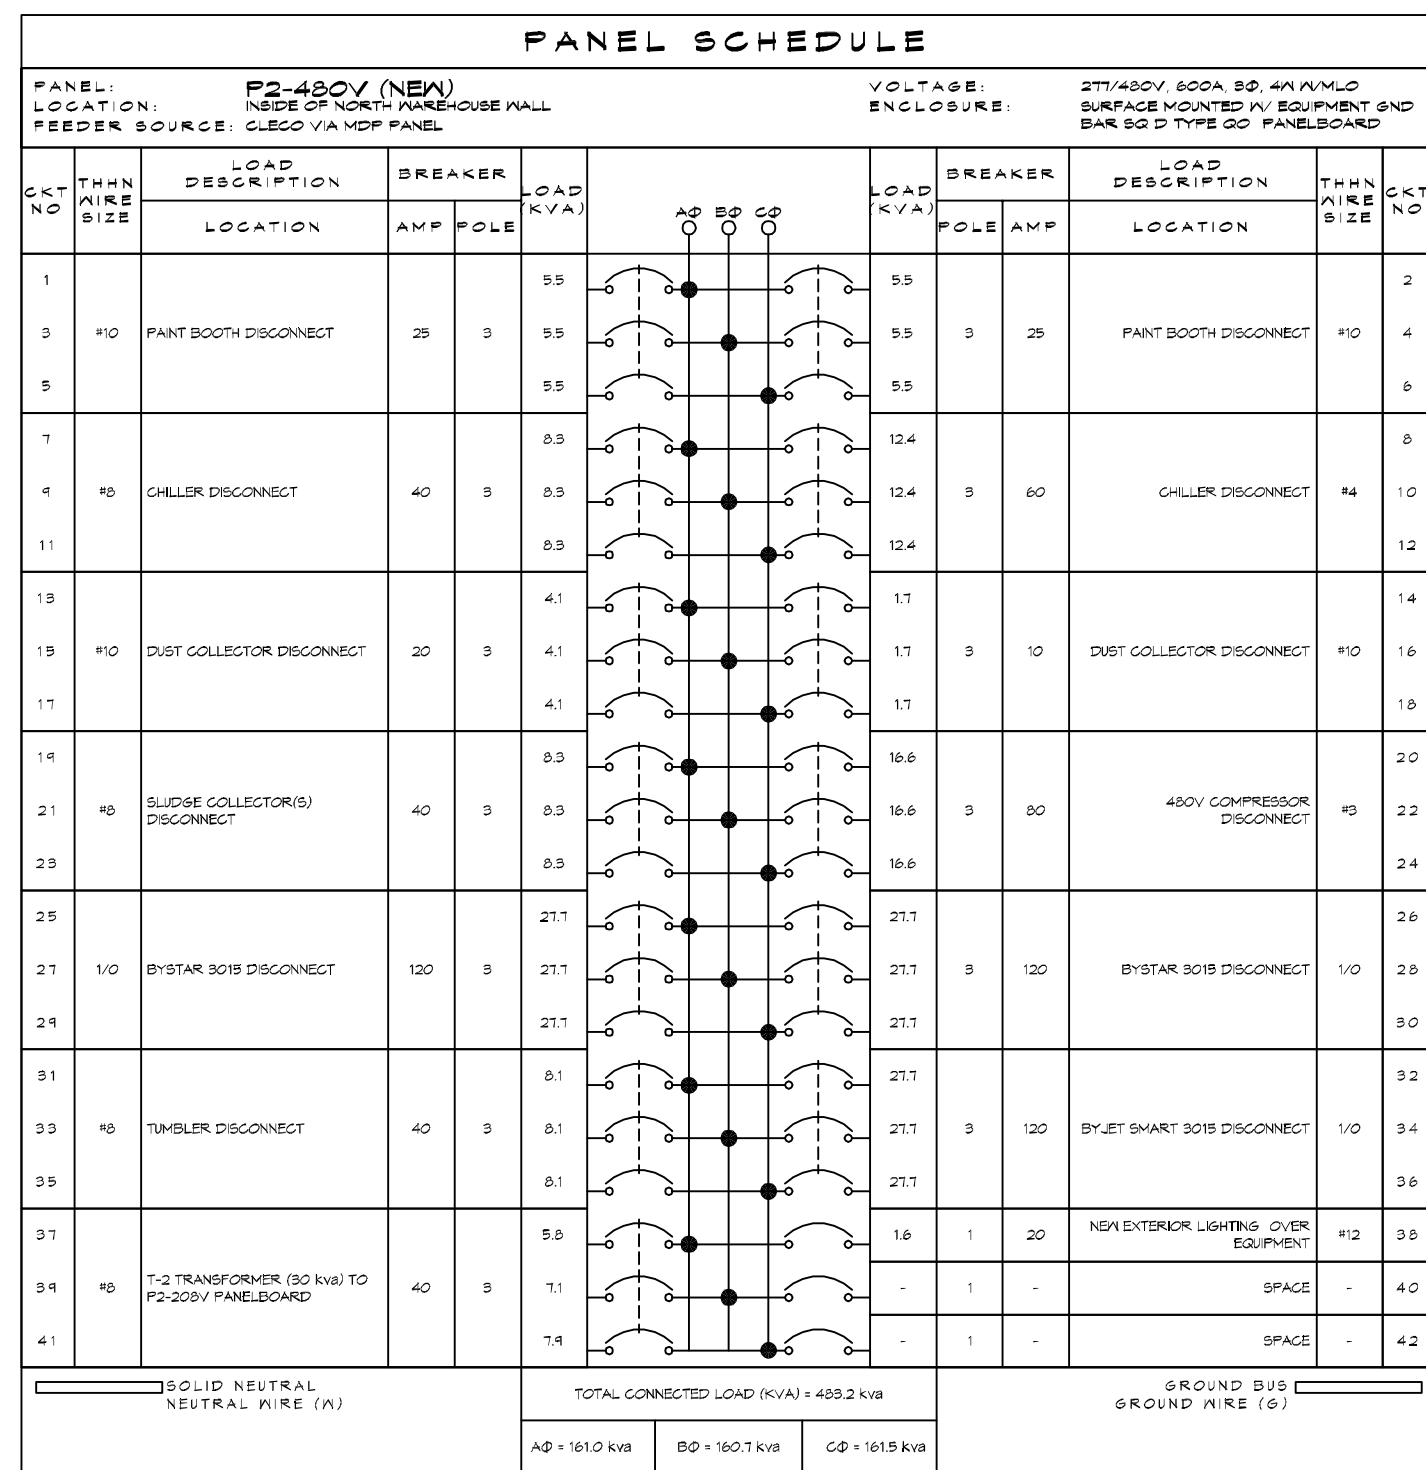 PANEL SCHEDULE
PANEL: P2-480V (NEW) VOLTAGE: 277/480V, 600A, 3Φ, 4W W/MLO
LOCATION: INSIDE OF NORTH WAREHOUSE WALL ENCLOSURE: SURFACE MOUNTED W/ EQUIPMENT GND
FEEDER SOURCE: CLECO VIA MDP PANEL BAR SQ D TYPE QO PANELBOARD
CKT NO THHN WIRE SIZE LOAD DESCRIPTION BREAKER LOAD (KVA) LOAD (KVA) BREAKER LOAD DESCRIPTION THHN WIRE SIZE CKT NO
LOCATION AMP POLE AΦ BΦ CΦ POLE AMP LOCATION
1 5.5 5.5 2
3 #10 PAINT BOOTH DISCONNECT 25 3 5.5 5.5 3 25 PAINT BOOTH DISCONNECT #10 4
5 5.5 5.5 6
7 8.3 12.4 8
9 #8 CHILLER DISCONNECT 40 3 8.3 12.4 3 60 CHILLER DISCONNECT #4 10
11 8.3 12.4 12
13 4.1 1.7 14
15 #10 DUST COLLECTOR DISCONNECT 20 3 4.1 1.7 3 10 DUST COLLECTOR DISCONNECT #10 16
17 4.1 1.7 18
19 8.3 16.6 20
21 #8 SLUDGE COLLECTOR(S) DISCONNECT 40 3 8.3 16.6 3 80 480V COMPRESSOR DISCONNECT #3 22
23 8.3 16.6 24
25 27.7 27.7 26
27 1/0 BYSTAR 3015 DISCONNECT 120 3 27.7 27.7 3 120 BYSTAR 3015 DISCONNECT 1/0 28
29 27.7 27.7 30
31 8.1 27.7 32
33 #8 TUMBLER DISCONNECT 40 3 8.1 27.7 3 120 BYJET SMART 3015 DISCONNECT 1/0 34
35 8.1 27.7 36
37 5.8 1.6 1 20 NEW EXTERIOR LIGHTING OVER EQUIPMENT #12 38
39 #8 T-2 TRANSFORMER (30 kva) TO P2-208V PANELBOARD 40 3 7.1 - 1 - SPACE - 40
41 7.9 - 1 - SPACE - 42
SOLID NEUTRAL TOTAL CONNECTED LOAD (KVA) = 483.2 kva GROUND BUS
NEUTRAL WIRE (W) GROUND WIRE (G)
AΦ = 161.0 kva BΦ = 160.7 kva CΦ = 161.5 kva